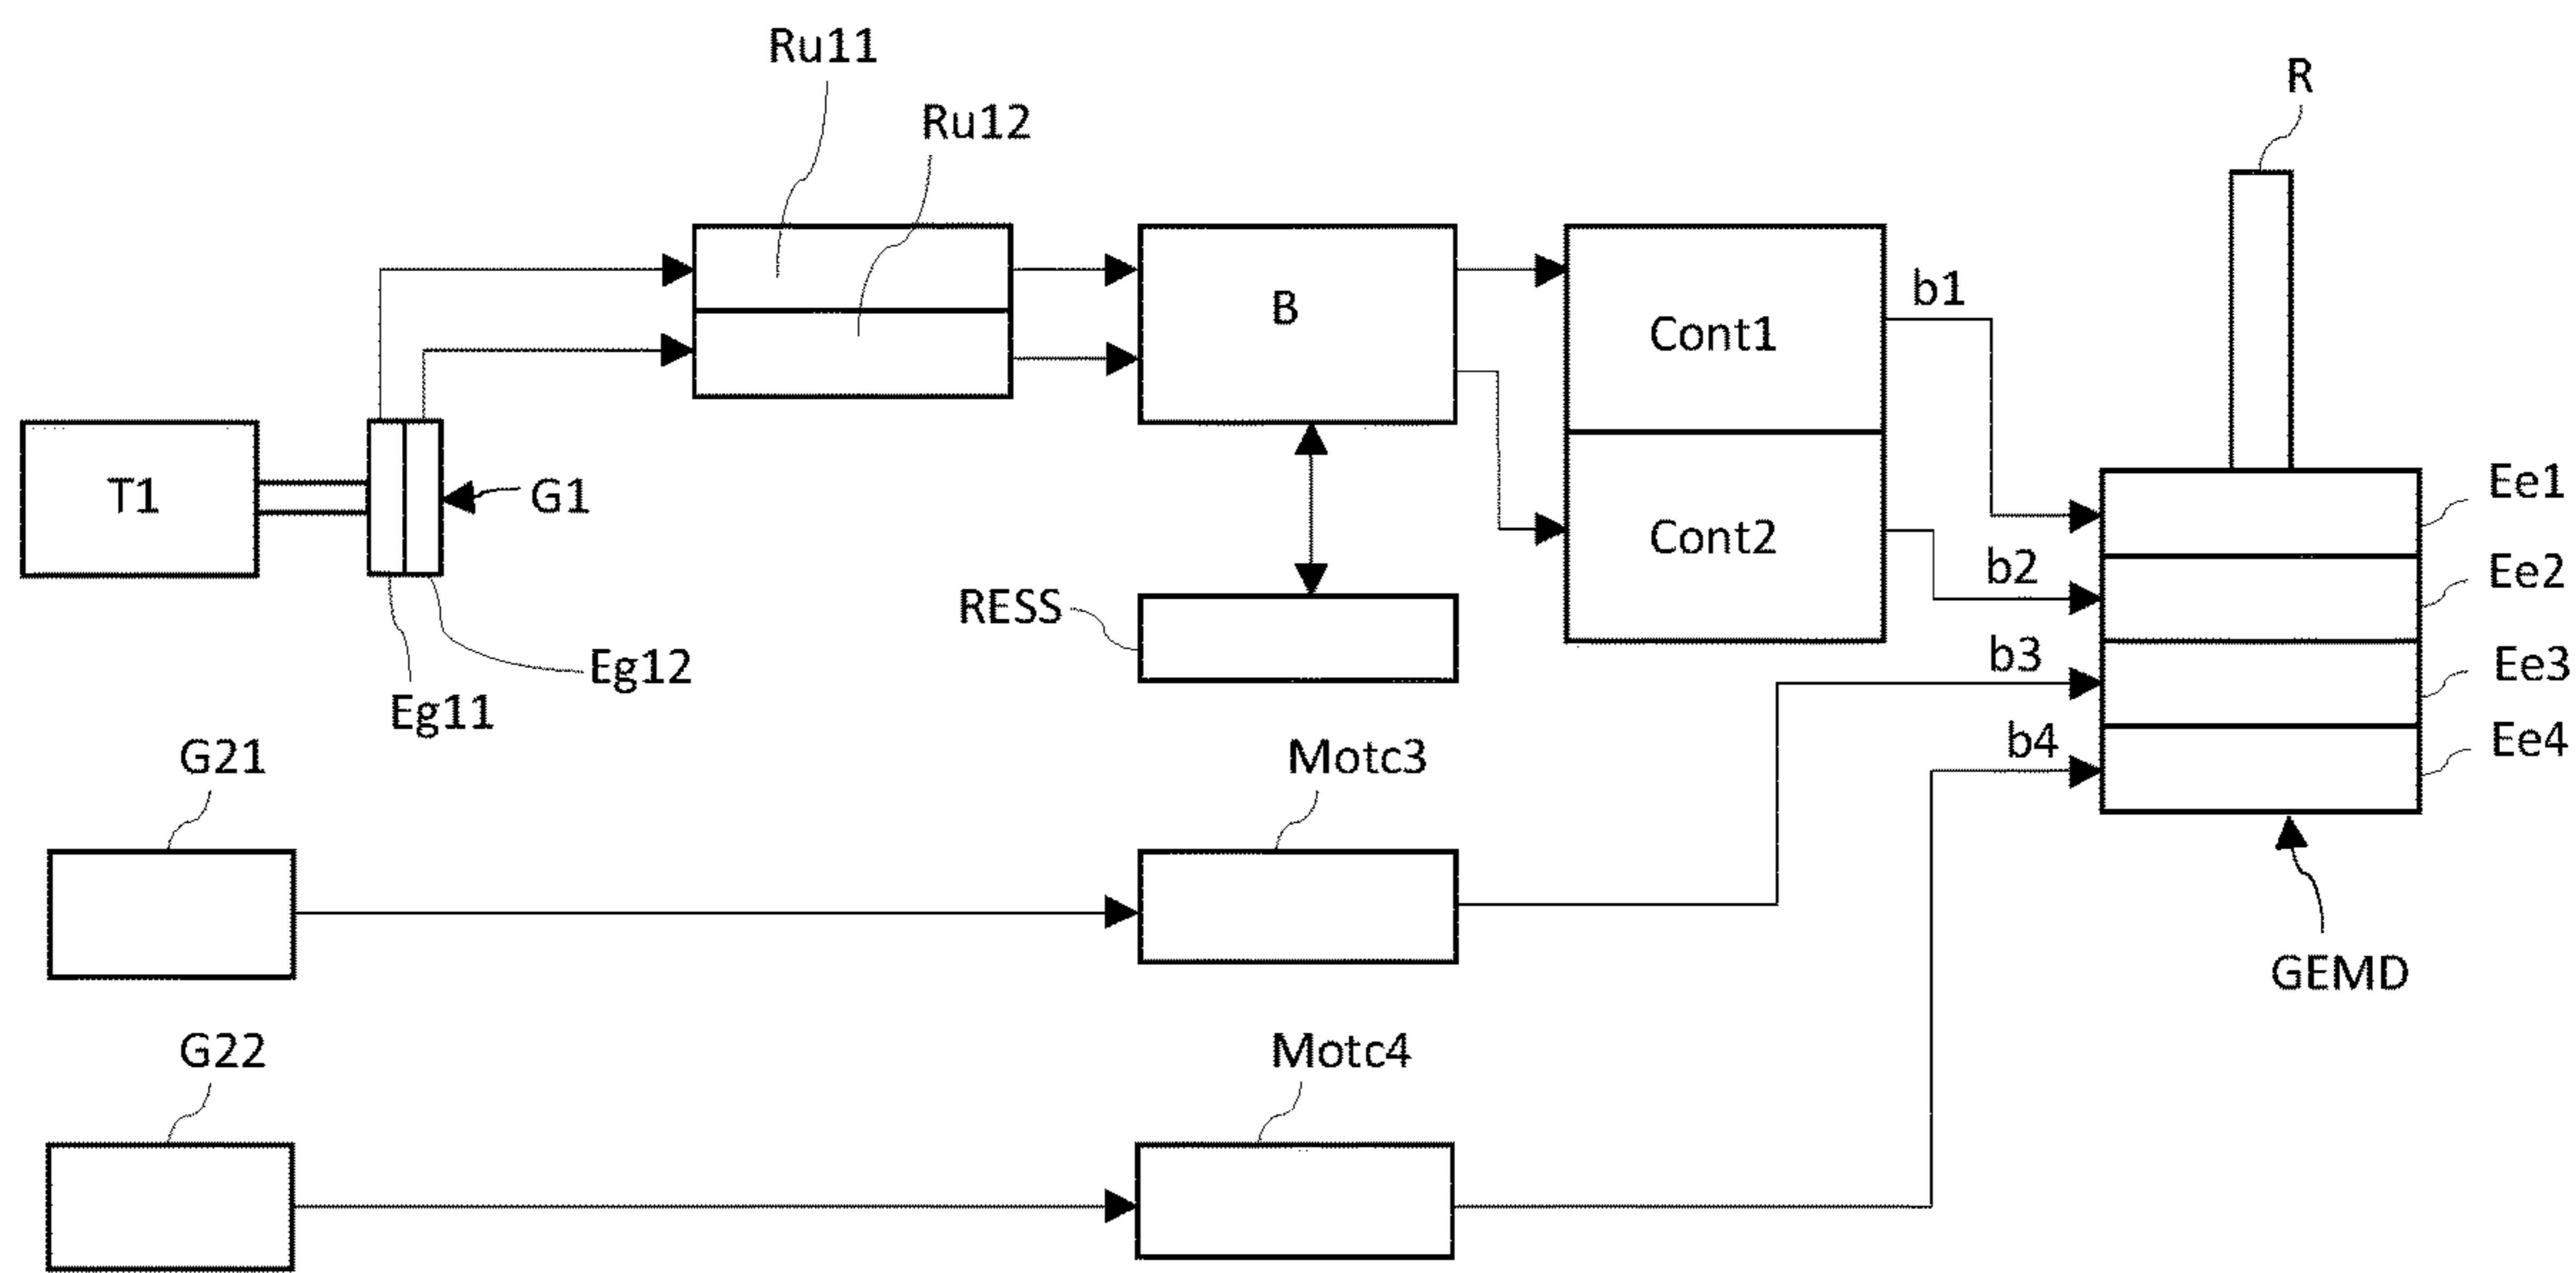 Ru11
R
Ru12
b1
B
Cont1
T1
G1
Ee1
Cont2
b2
Ee2
RESS
Eg12
b3
Ee3
Eg11
G21
Motc3
b4
Ee4
GEMD
G22
Motc4